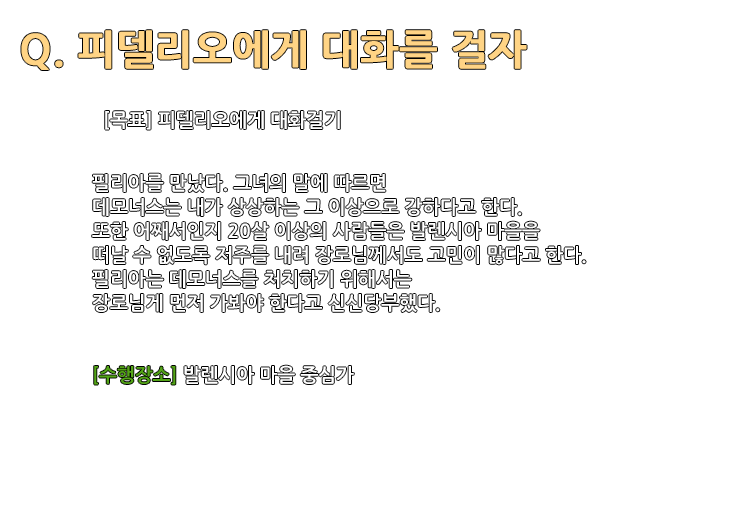 Q. 피델리오에게 대화를 걸자
[목표] 피델리오에게 대화걸기
필리아를 만났다. 그녀의 말에 따르면
데모너스는 내가 상상하는 그 이상으로 강하다고 한다.
또한 어째서인지 20살 이상의 사람들은 발렌시아 마을을
떠날 수 없도록 저주를 내려 장로님께서도 고민이 많다고 한다.
필리아는 데모너스를 처치하기 위해서는
장로님게 먼저 가봐야 한다고 신신당부했다.
[수행장소] 발렌시아 마을 중심가